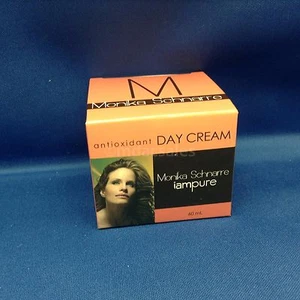 M
Monika Schnarre
antioxidant DAY CREAM
Monika Schnarre
iampure
60 mL